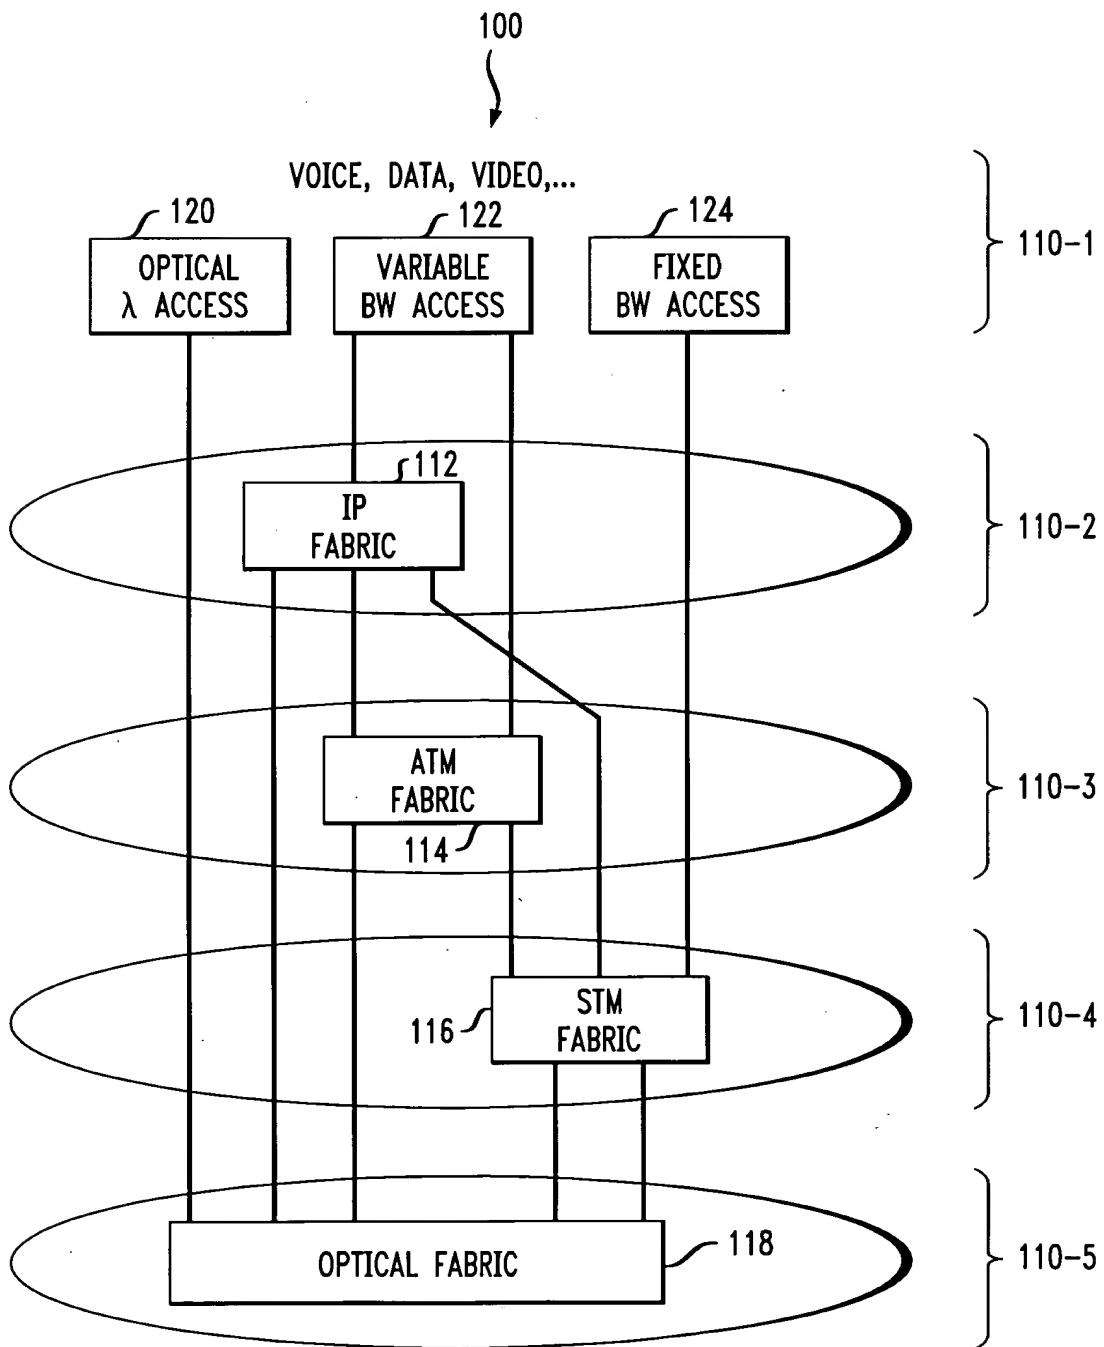 100
VOICE, DATA, VIDEO,...
120
122
124
OPTICAL
λ ACCESS
VARIABLE
BW ACCESS
FIXED
BW ACCESS
110-1
112
IP
FABRIC
110-2
ATM
FABRIC
114
110-3
STM
FABRIC
116
110-4
OPTICAL FABRIC
118
110-5